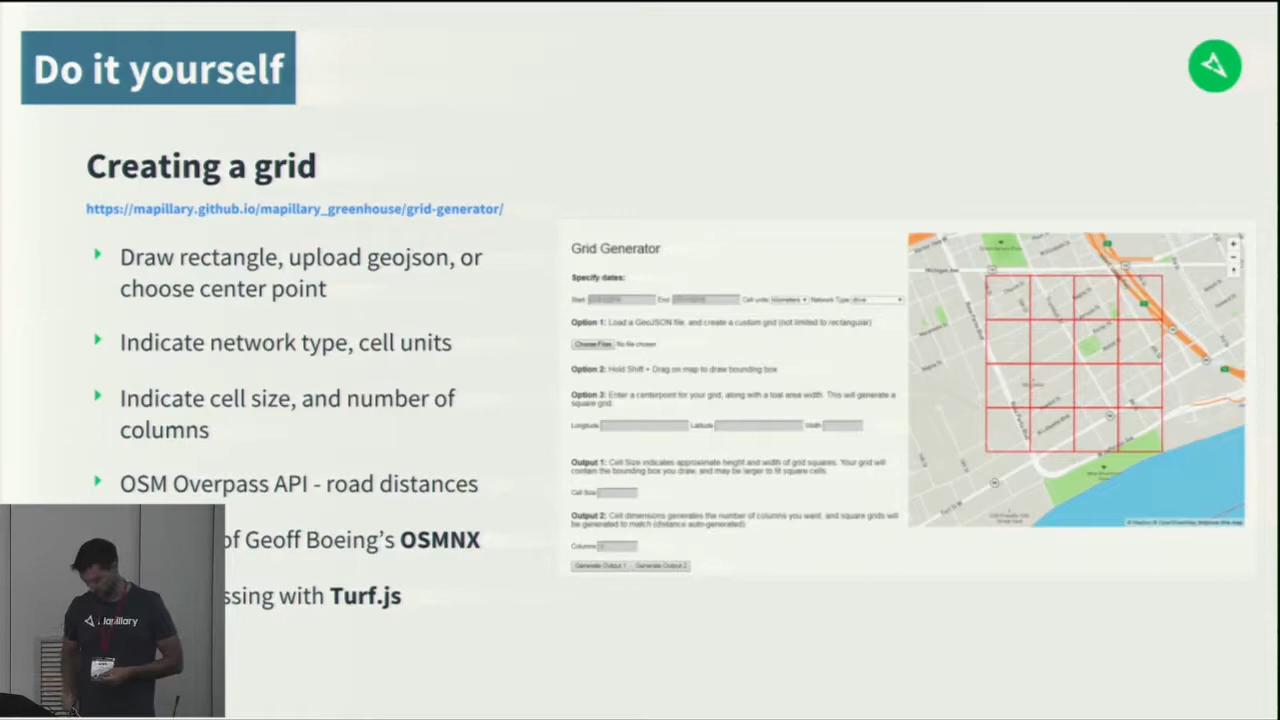 Do it yourself
Creating a grid
https://mapillary.github.io/mapillary_greenhouse/grid-generator/
Draw rectangle, upload geojson, or
choose center point
Indicate network type, cell units
Indicate cell size, and number of
columns
OSM Overpass API - road distances
of Geoff Boeing's OSMNX
ssing with Turf.js
Grid Generator
Specify dates:
Start End Cell units: kilometers Network Type: drive
Option 1: Load a GeoJSON file, and create a custom grid (not limited to rectangular)
Choose Files No file chosen
Option 2: Hold Shift + Drag on map to draw bounding box
Option 3: Enter a centerpoint for your grid, along with a toal area width. This will generate a
square grid.
Longitude Latitude Width
Output 1: Cell Size indicates approximate height and width of grid squares. Your grid will
contain the bounding box you draw, and may be larger to fit square cells.
Cell Size
Output 2: Cell dimensions generates the number of columns you want, and square grids will
be generated to match (distance auto-generated)
Columns
Generate Output 1 Generate Output 2
Michigan Ave
Mapillary